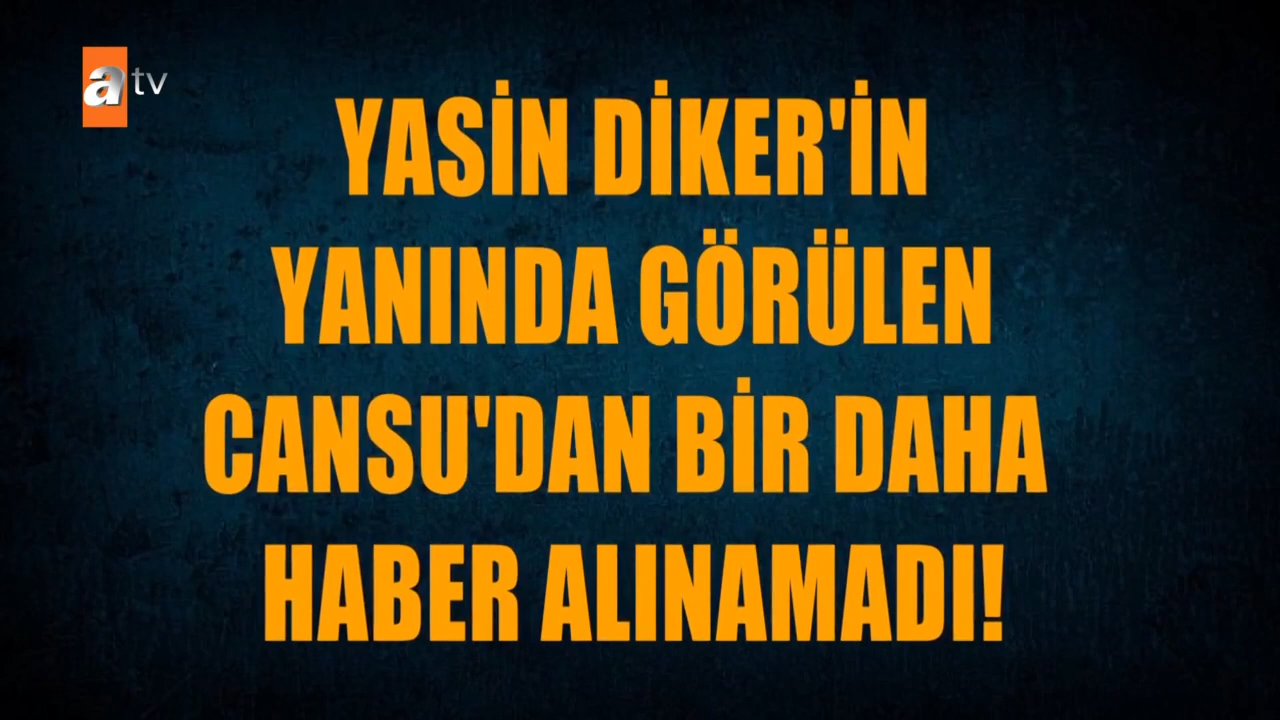 atv
YASİN DİKER'İN
YANINDA GÖRÜLEN
CANSU'DAN BİR DAHA
HABER ALINAMADI!